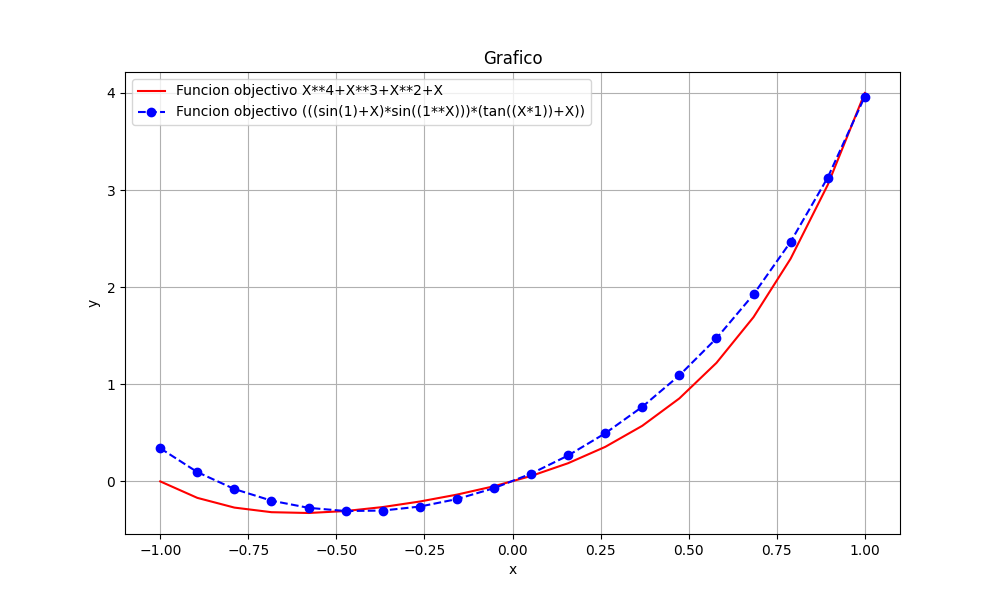 Grafico
Funcion objectivo X**4+X**3+X**2+X
Funcion objectivo (((sin(1)+X)*sin((1**X)))*(tan((X*1))+X))
4
3
2
1
0
y
−1.00 −0.75 −0.50 −0.25 0.00 0.25 0.50 0.75 1.00
x